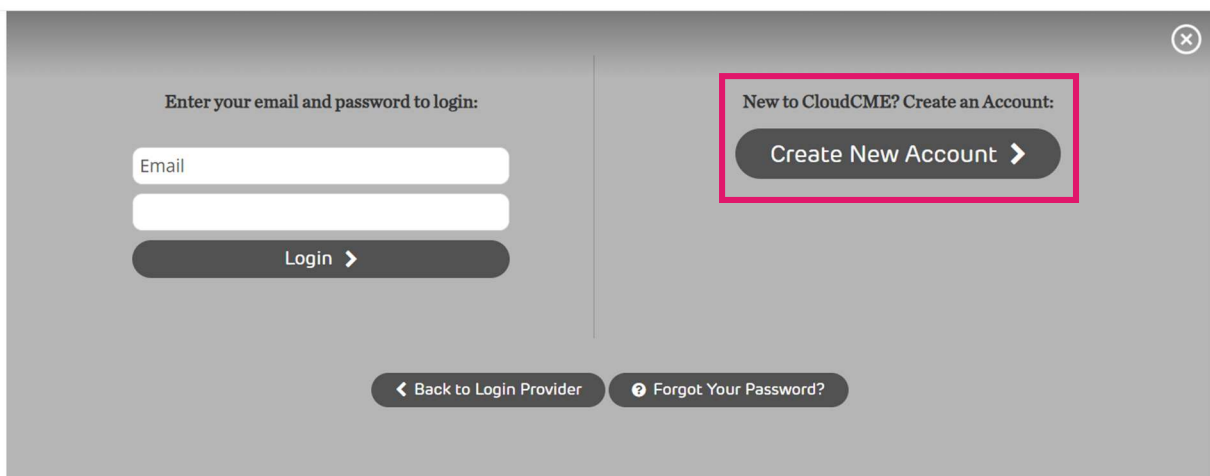 Enter your email and password to login:
Email
Login
New to CloudCME? Create an Account:
Create New Account
Back to Login Provider
Forgot Your Password?